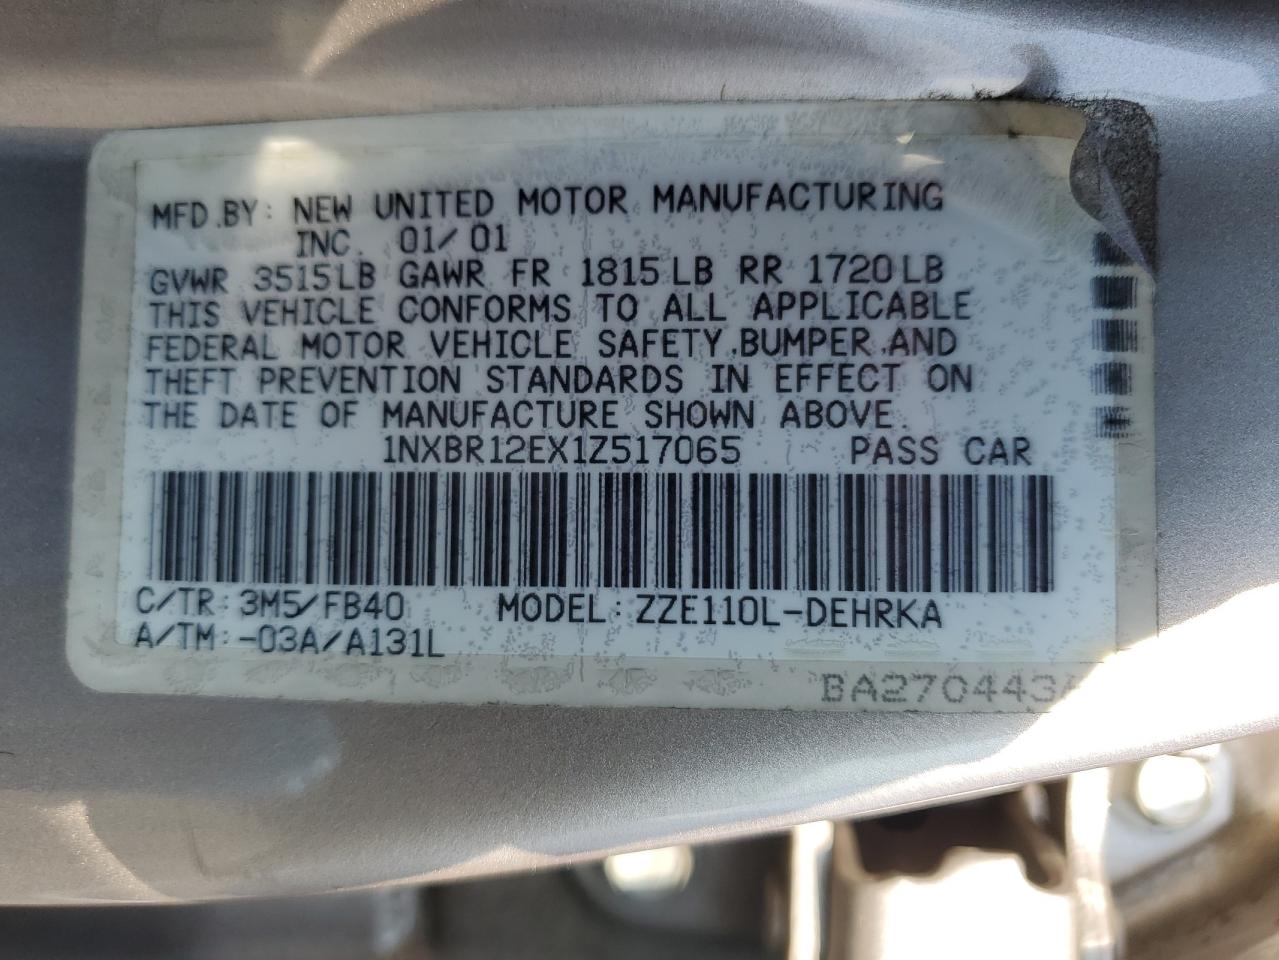 MFD.BY: NEW UNITED MOTOR MANUFACTURING
INC. 01/01
GVWR 3515LB GAWR FR 1815LB RR 1720LB
THIS VEHICLE CONFORMS TO ALL APPLICABLE
FEDERAL MOTOR VEHICLE SAFETY,BUMPER,AND
THEFT PREVENTION STANDARDS IN EFFECT ON
THE DATE OF MANUFACTURE SHOWN ABOVE.
1NXBR12EX1Z517065 PASS CAR
C/TR:3M5/FB40 MODEL:ZZE110L-DEHRKA
A/TM:-03A/A131L